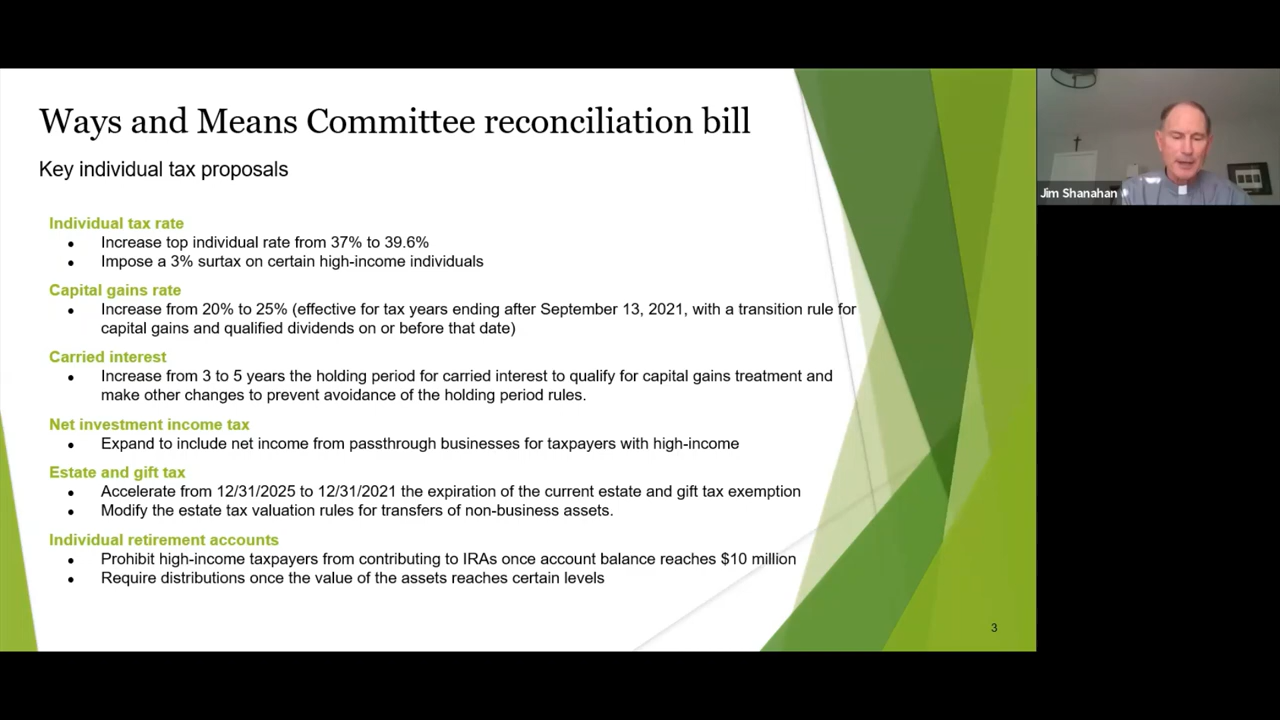 Ways and Means Committee reconciliation bill
Key individual tax proposals
Individual tax rate
• Increase top individual rate from 37% to 39.6%
• Impose a 3% surtax on certain high-income individuals
Capital gains rate
• Increase from 20% to 25% (effective for tax years ending after September 13, 2021, with a transition rule for
capital gains and qualified dividends on or before that date)
Carried interest
• Increase from 3 to 5 years the holding period for carried interest to qualify for capital gains treatment and
make other changes to prevent avoidance of the holding period rules.
Net investment income tax
• Expand to include net income from passthrough businesses for taxpayers with high-income
Estate and gift tax
• Accelerate from 12/31/2025 to 12/31/2021 the expiration of the current estate and gift tax exemption
• Modify the estate tax valuation rules for transfers of non-business assets.
Individual retirement accounts
• Prohibit high-income taxpayers from contributing to IRAs once account balance reaches $10 million
• Require distributions once the value of the assets reaches certain levels
3
Jim Shanahan